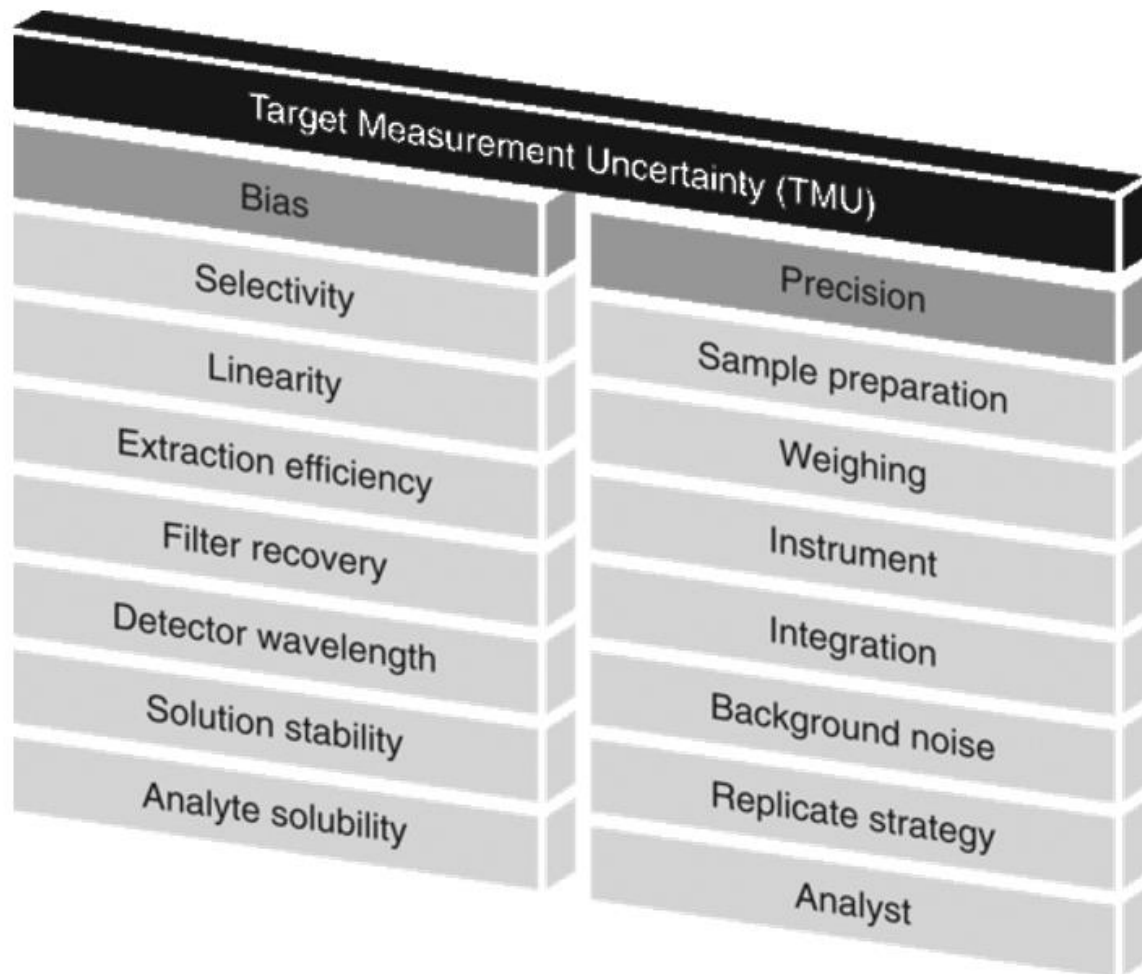 Target Measurement Uncertainty (TMU)
Bias
Selectivity
Linearity
Extraction efficiency
Filter recovery
Detector wavelength
Solution stability
Analyte solubility
Precision
Sample preparation
Weighing
Instrument
Integration
Background noise
Replicate strategy
Analyst